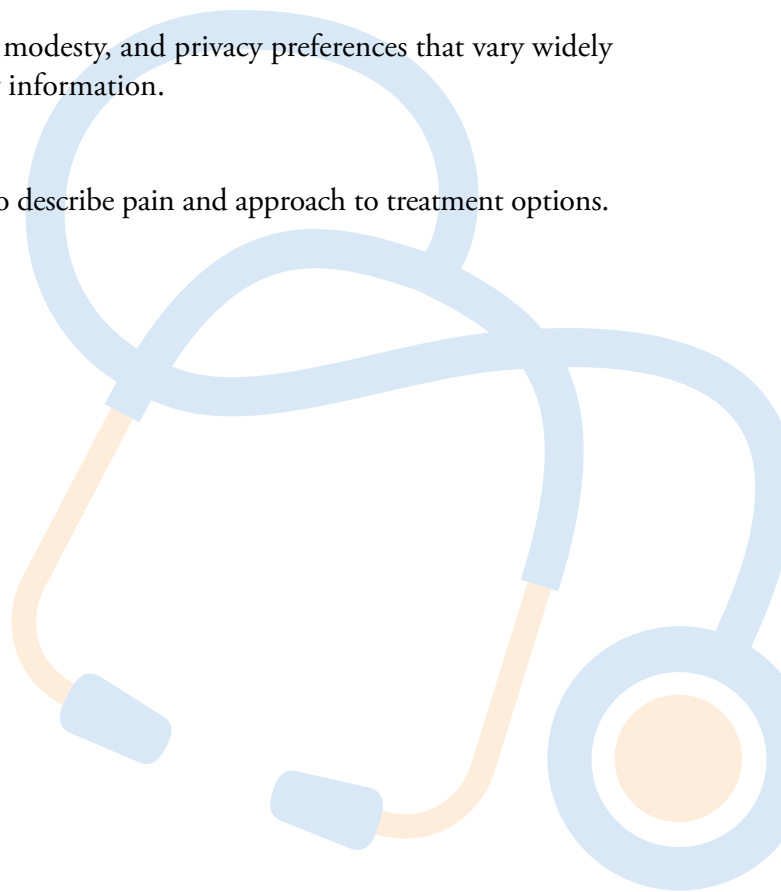 modesty, and privacy preferences that vary widely
information.
describe pain and approach to treatment options.